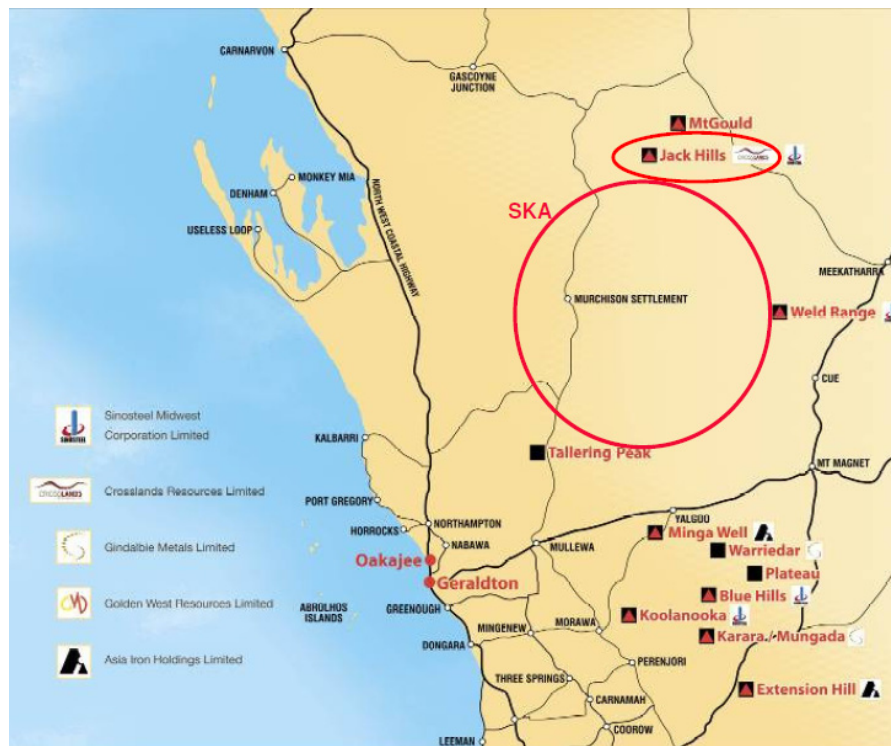 CARNARVON
GASCOYNE
JUNCTION
MtGould
Jack Hills
CROSSLANDS
SINOSTEEL
MONKEY MIA
DENHAM
USELESS LOOP
NORTH WEST COASTAL HIGHWAY
SKA
MEEKATHARRA
MURCHISON SETTLEMENT
Weld Range
CUE
Sinosteel Midwest
Corporation Limited
SINOSTEEL
KALBARRI
Tallering Peak
MT MAGNET
CROSSLANDS
Crosslands Resources Limited
PORT GREGORY
HORROCKS
NORTHAMPTON
NABAWA
YALGOO
Minga Well
MULLEWA
Warriedar
Gindalbie Metals Limited
Oakajee
Plateau
Geraldton
Blue Hills
GREENOUGH
ABROLHOS
ISLANDS
Koolanooka
Golden West Resources Limited
MINGENEW
MORAWA
Karara / Mungada
DONGARA
Asia Iron Holdings Limited
PERENJORI
THREE SPRINGS
Extension Hill
CARNAMAH
COOROW
LEEMAN